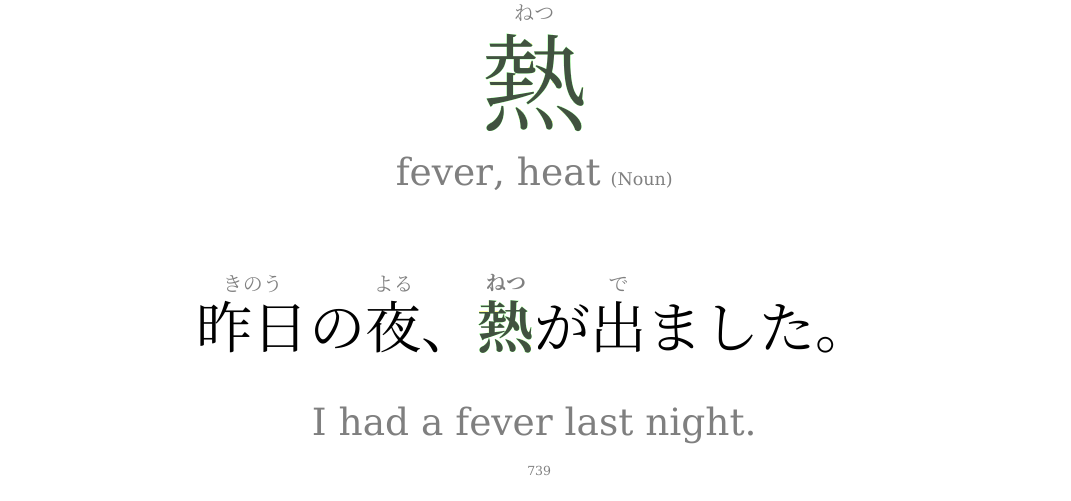 ねつ
熱
fever, heat (Noun)
きのう よる ねつ で
昨日の夜、熱が出ました。
I had a fever last night.
739